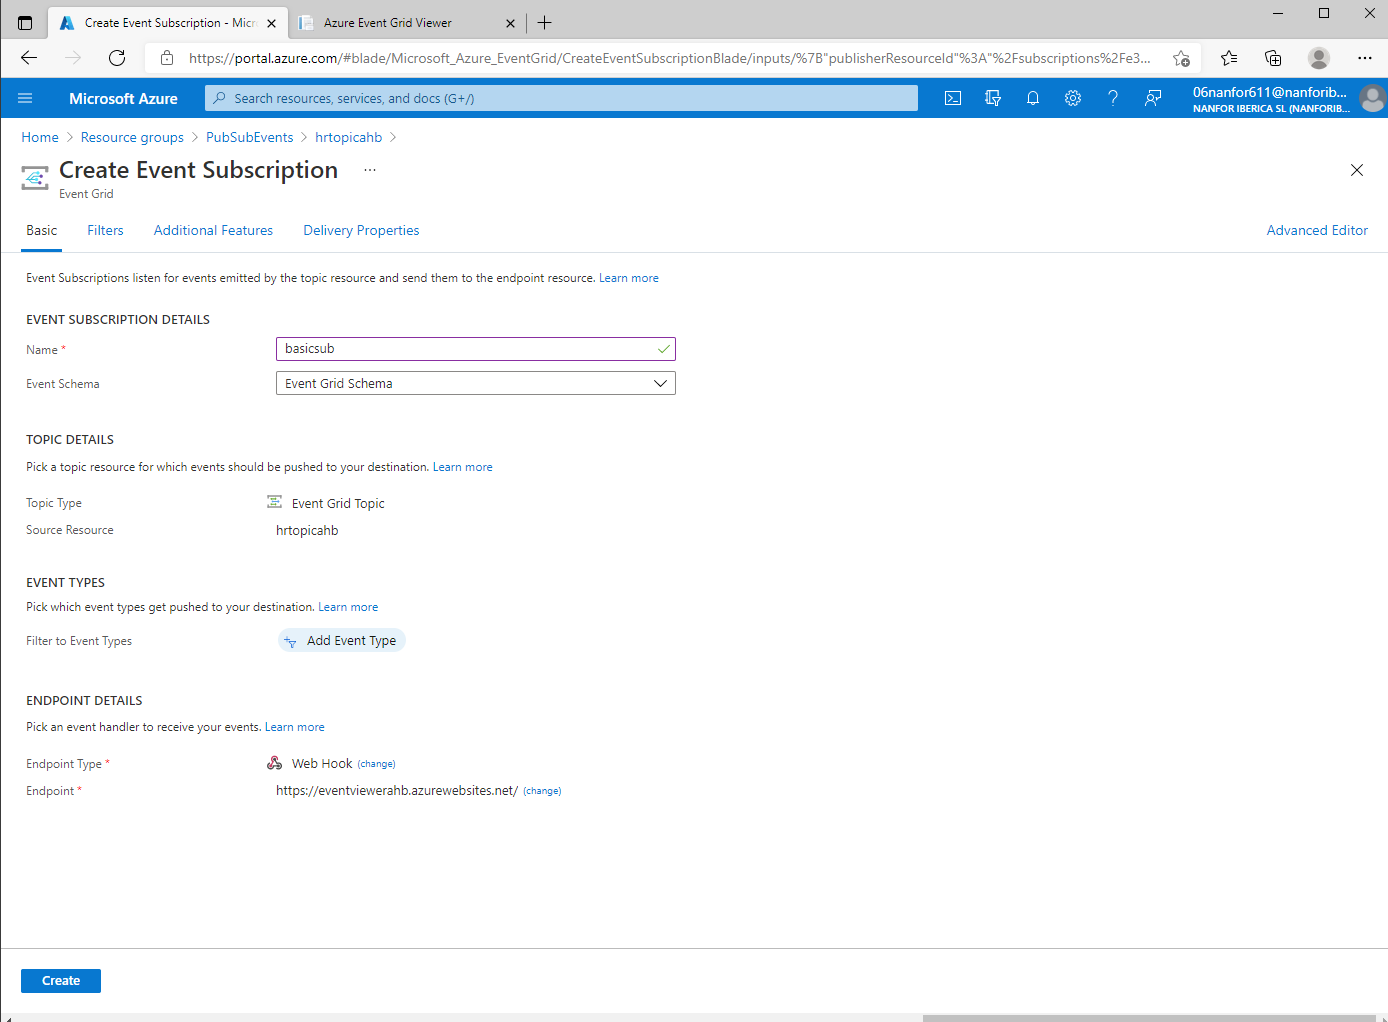 Create Event Subscription - Micr
Azure Event Grid Viewer
https://portal.azure.com/#blade/Microsoft_Azure_EventGrid/CreateEventSubscriptionBlade/inputs/%7B"publisherResourceId"%3A"%2Fsubscriptions%2Fe3...
Microsoft Azure
Search resources, services, and docs (G+/)
06nanfor611@nanforib...
NANFOR IBERICA SL (NANFORIB...
Home > Resource groups > PubSubEvents > hrtopicahb >
Create Event Subscription ...
Event Grid
Basic Filters Additional Features Delivery Properties Advanced Editor
Event Subscriptions listen for events emitted by the topic resource and send them to the endpoint resource. Learn more
EVENT SUBSCRIPTION DETAILS
Name * basicsub
Event Schema Event Grid Schema
TOPIC DETAILS
Pick a topic resource for which events should be pushed to your destination. Learn more
Topic Type Event Grid Topic
Source Resource hrtopicahb
EVENT TYPES
Pick which event types get pushed to your destination. Learn more
Filter to Event Types Add Event Type
ENDPOINT DETAILS
Pick an event handler to receive your events. Learn more
Endpoint Type * Web Hook (change)
Endpoint * https://eventviewerahb.azurewebsites.net/ (change)
Create